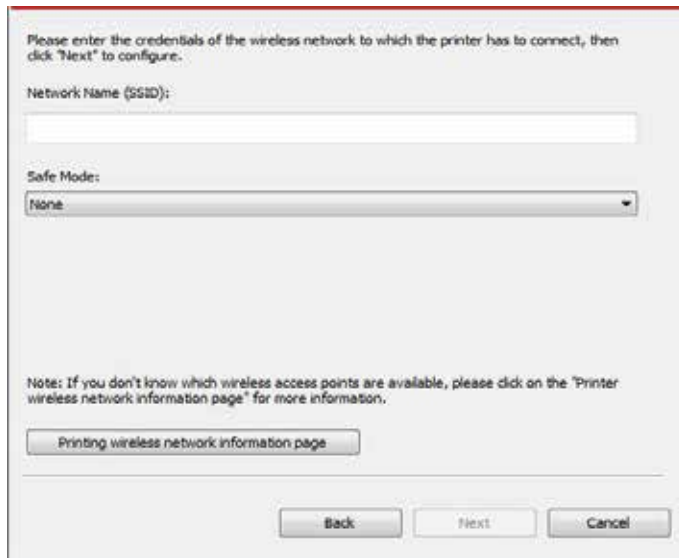 Please enter the credentials of the wireless network to which the printer has to connect, then
click "Next" to configure.
Network Name (SSID):
Safe Mode:
None
Note: If you don't know which wireless access points are available, please click on the "Printer
wireless network information page" for more information.
Printing wireless network information page
Back
Next
Cancel